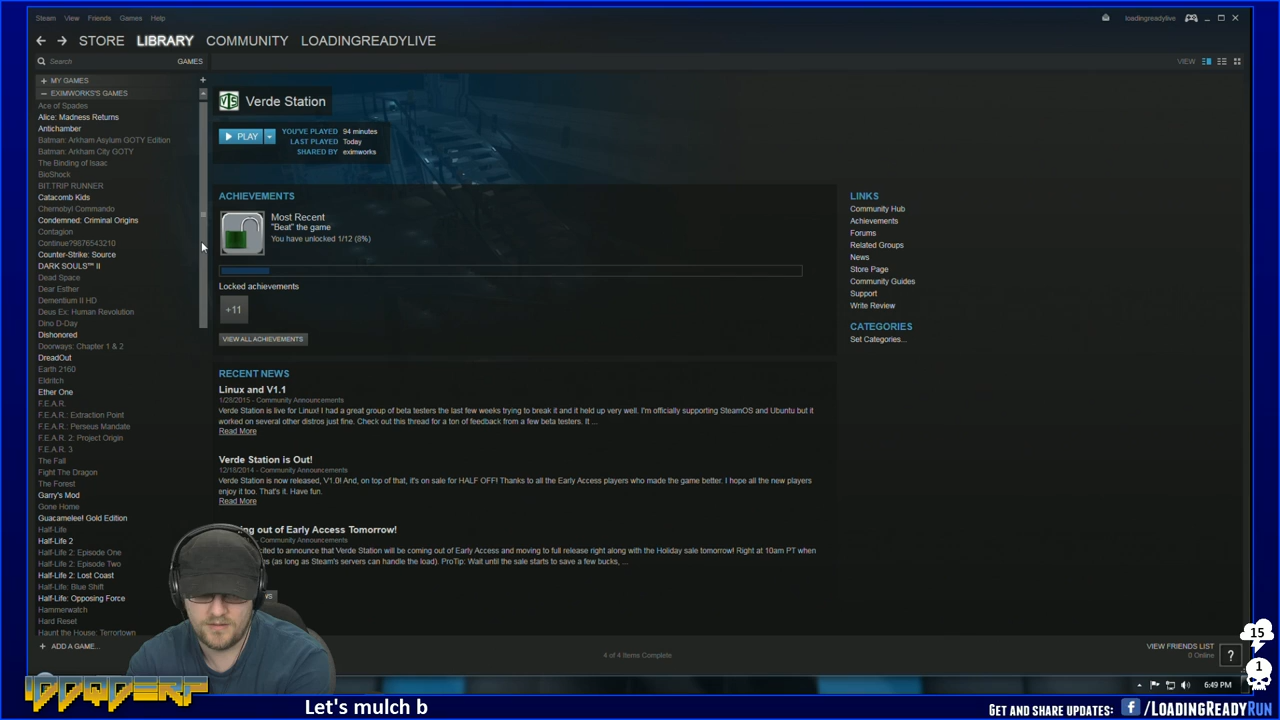 Steam View Friends Games Help
loadingreadylive
STORE LIBRARY COMMUNITY LOADINGREADYLIVE
Search GAMES
VIEW
MY GAMES
EXIMWORKS'S GAMES
Ace of Spades
Alice: Madness Returns
Antichamber
Batman: Arkham Asylum GOTY Edition
Batman: Arkham City GOTY
The Binding of Isaac
BioShock
BIT.TRIP RUNNER
Catacomb Kids
Chernobyl Commando
Condemned: Criminal Origins
Contagion
Continue?9876543210
Counter-Strike: Source
DARK SOULS™ II
Dead Space
Dear Esther
Dementium II HD
Deus Ex: Human Revolution
Dino D-Day
Dishonored
Doorways: Chapter 1 & 2
DreadOut
Earth 2160
Eldritch
Ether One
F.E.A.R.
F.E.A.R.: Extraction Point
F.E.A.R.: Perseus Mandate
F.E.A.R. 2: Project Origin
F.E.A.R. 3
The Fall
Fight The Dragon
The Forest
Garry's Mod
Gone Home
Guacamelee! Gold Edition
Half-Life
Half-Life 2
Half-Life 2: Episode One
Half-Life 2: Episode Two
Half-Life 2: Lost Coast
Half-Life: Blue Shift
Half-Life: Opposing Force
Hammerwatch
Hard Reset
Haunt the House: Terrortown
ADD A GAME...
Verde Station
PLAY
YOU'VE PLAYED 94 minutes
LAST PLAYED Today
SHARED BY eximworks
ACHIEVEMENTS
Most Recent
"Beat" the game
You have unlocked 1/12 (8%)
Locked achievements
+11
VIEW ALL ACHIEVEMENTS
RECENT NEWS
Linux and V1.1
1/28/2015 - Community Announcements
Verde Station is live for Linux! I had a great group of beta testers the last few weeks trying to break it and it held up very well. I'm officially supporting SteamOS and Ubuntu but it
worked on several other distros just fine. Check out this thread for a ton of feedback from a few beta testers. It ...
Read More
Verde Station is Out!
12/16/2014 - Community Announcements
Verde Station is now released, V1.0! And, on top of that, it's on sale for HALF OFF! Thanks to all the Early Access players who made the game better. I hope all the new players
enjoy it too. That's it. Have fun.
Read More
out of Early Access Tomorrow!
- Community Announcements
to announce that Verde Station will be coming out of Early Access and moving to full release right along with the Holiday sale tomorrow! Right at 10am PT when
(as long as Steam's servers can handle the load). ProTip: Wait until the sale starts to save a few bucks, ...
LINKS
Community Hub
Achievements
Forums
Related Groups
News
Store Page
Community Guides
Support
Write Review
CATEGORIES
Set Categories...
4 of 4 Items Complete
VIEW FRIENDS LIST
0 Online
?
15
1
6:49 PM
IDDQDERP
Let's mulch b
GET AND SHARE UPDATES: f /LOADINGREADYRUN